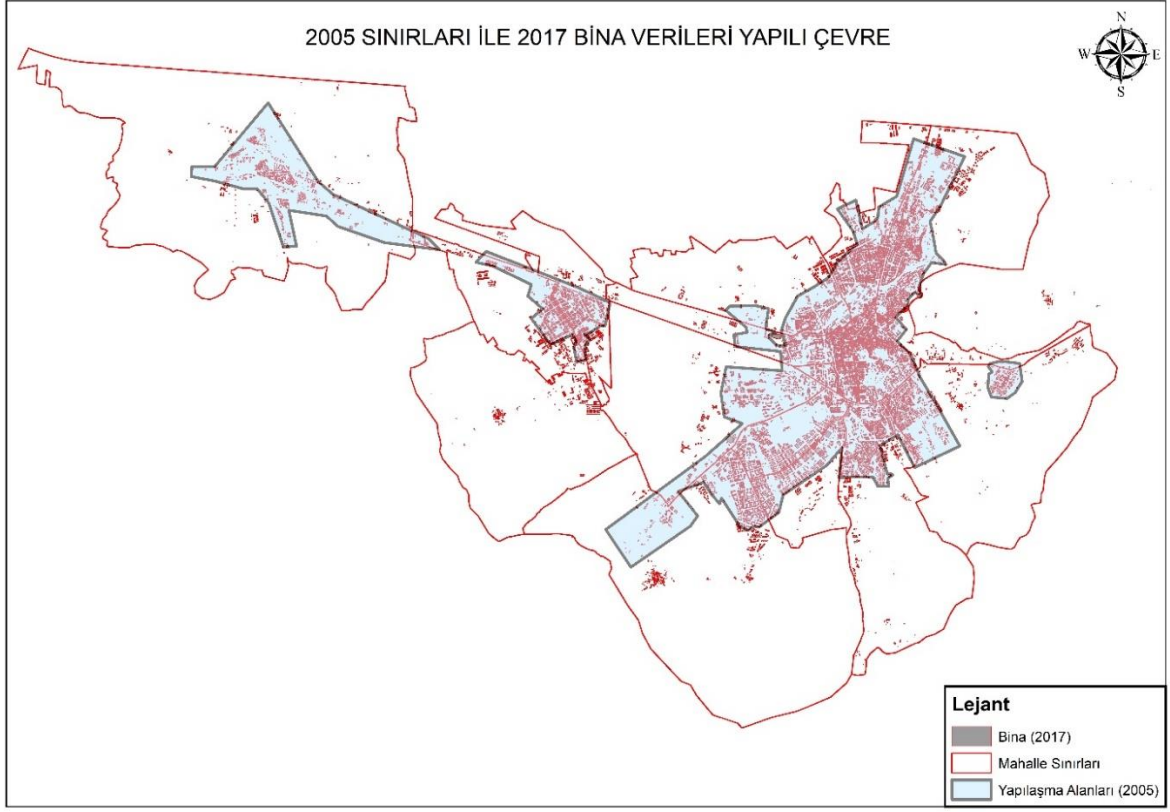 2005 SINIRLARI İLE 2017 BİNA VERİLERİ YAPILI ÇEVRE
N
W E
S
Lejant
Bina (2017)
Mahalle Sınırları
Yapılaşma Alanları (2005)